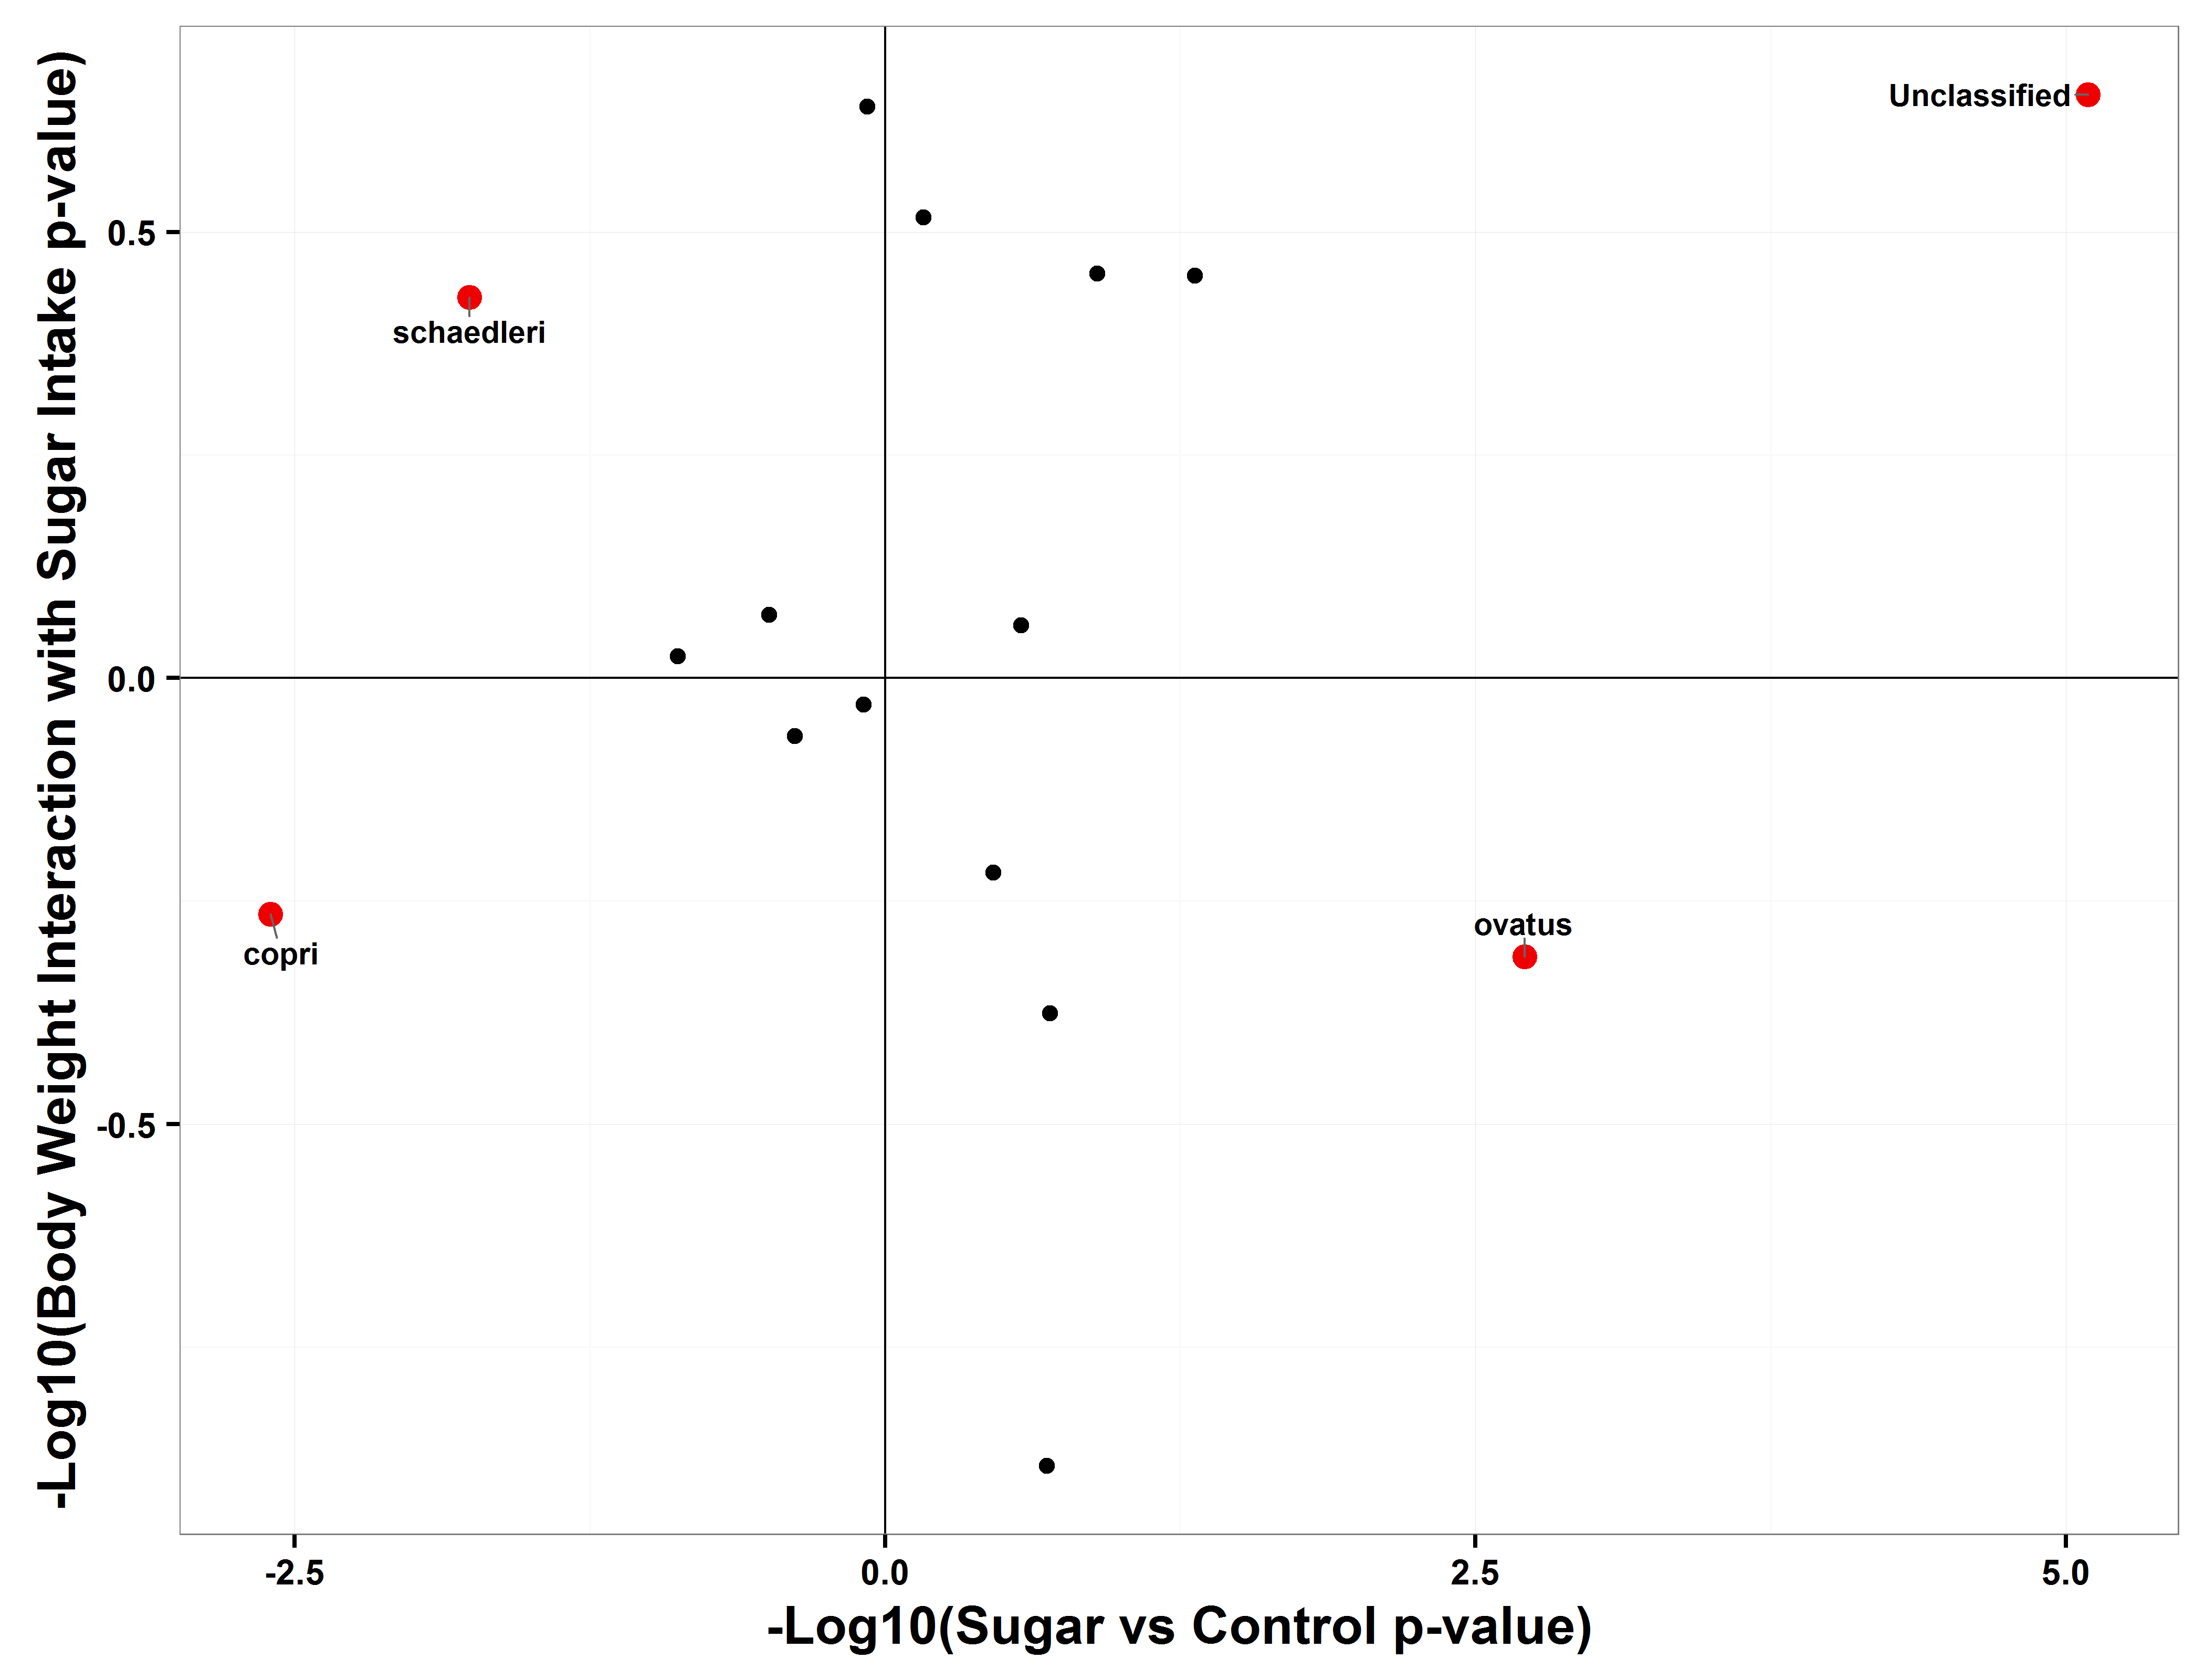 -Log10(Body Weight Interaction with Sugar Intake p-value)
Unclassified
0.5
schaedleri
0.0
ovatus
copri
-0.5
-2.5
0.0
2.5
5.0
-Log10(Sugar vs Control p-value)